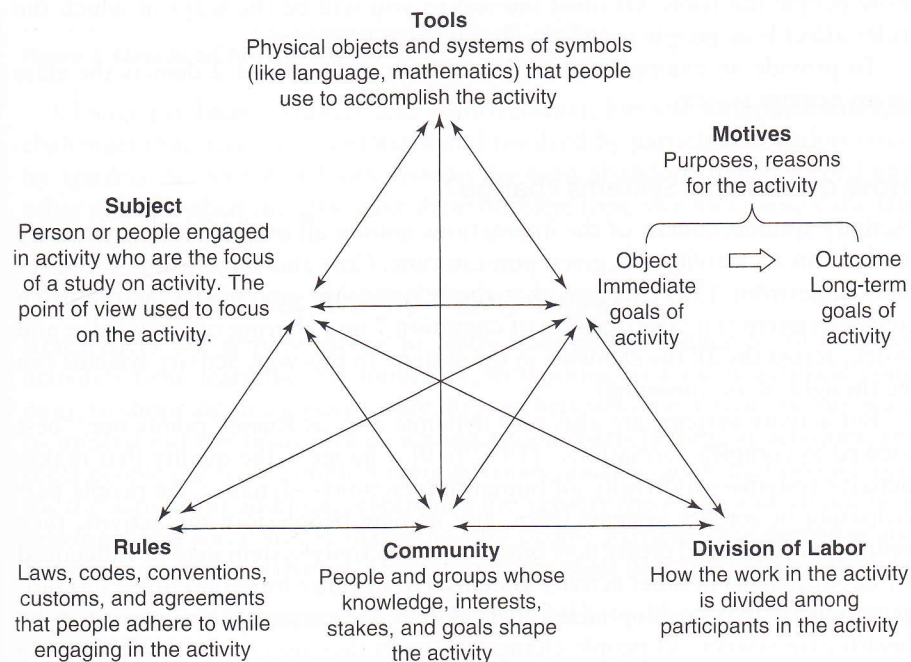 Tools
Physical objects and systems of symbols
(like language, mathematics) that people
use to accomplish the activity
Motives
Purposes, reasons
for the activity
Subject
Person or people engaged
in activity who are the focus
of a study on activity. The
point of view used to focus
on the activity.
Object
Immediate
goals of
activity
Outcome
Long-term
goals of
activity
Rules
Laws, codes, conventions,
customs, and agreements
that people adhere to while
engaging in the activity
Community
People and groups whose
knowledge, interests,
stakes, and goals shape
the activity
Division of Labor
How the work in the activity
is divided among
participants in the activity